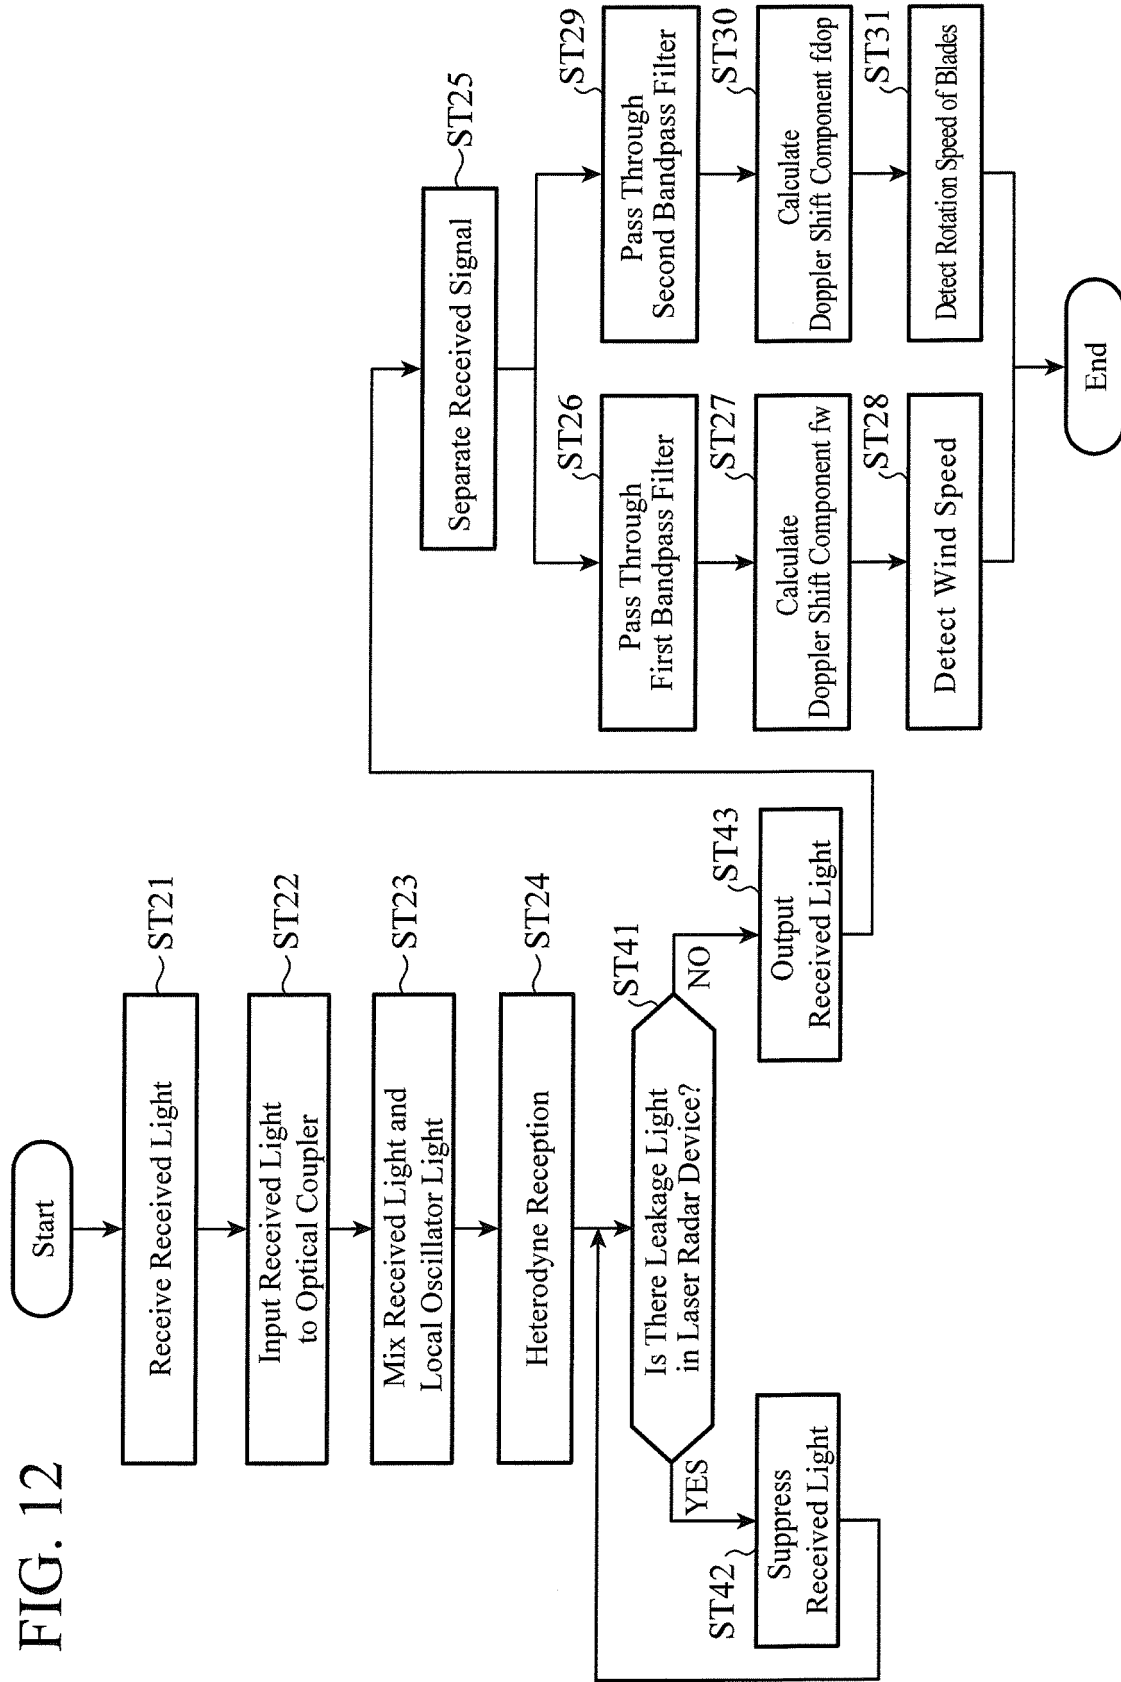 FIG. 12
Start
Receive Received Light
ST21
Input Received Light
to Optical Coupler
ST22
Mix Received Light and
Local Oscillator Light
ST23
Heterodyne Reception
ST24
Is There Leakage Light
in Laser Radar Device?
ST41
YES
NO
Suppress
Received Light
ST42
Output
Received Light
ST43
Separate Received Signal
ST25
Pass Through
First Bandpass Filter
ST26
Calculate
Doppler Shift Component fw
ST27
Detect Wind Speed
ST28
Pass Through
Second Bandpass Filter
ST29
Calculate
Doppler Shift Component fdop
ST30
Detect Rotation Speed of Blades
ST31
End